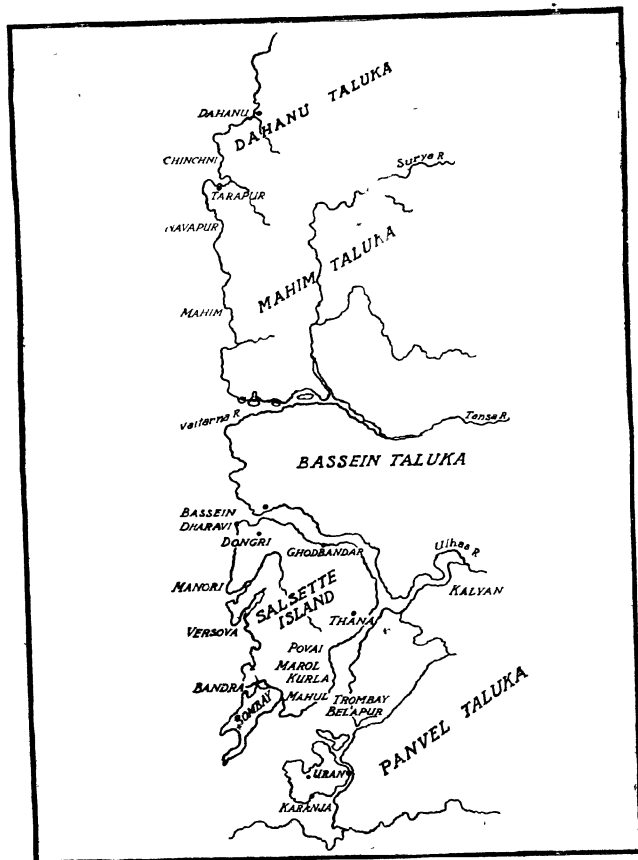 DAHANU
DAHANU TALUKA
CHINCHNI
Surya R
TARAPUR
NAVAPUR
MAHIM TALUKA
MAHIM
Vaitarna R
Tansa R.
BASSEIN TALUKA
BASSEIN
DHARAVI
DONGRI
GHODBANDAR
Ulhas R
MANORI
KALYAN
SALSETTE
ISLAND
THANA
VERSOVA
POVAI
MAROL
KURLA
BANDRA
MAHUL
TROMBAY
BELAPUR
BOMBAY
PANVEL TALUKA
URAN
KARANJA